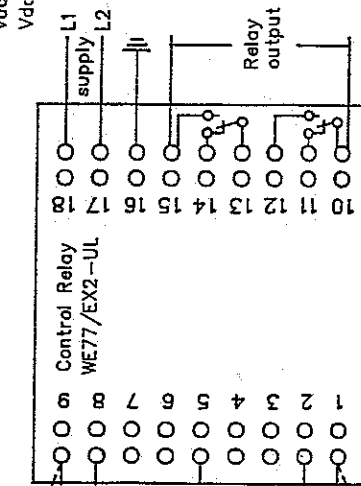 Vdc
L1
supply
L2
Relay
output
18 17 16 15 14 13 12 11 10
Control Relay
WE77/EX2-UL
9 8 7 6 5 4 3 2 1